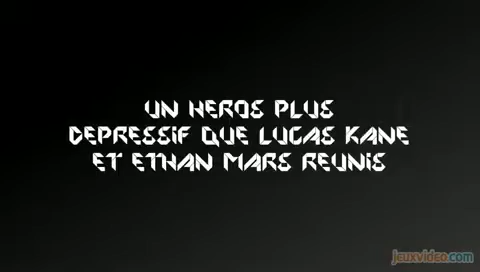 UN HEROS PLUS
DEPRESSIF QUE LUCAS KANE
ET ETHAN MARS REUNIS
jeuxvideo.com